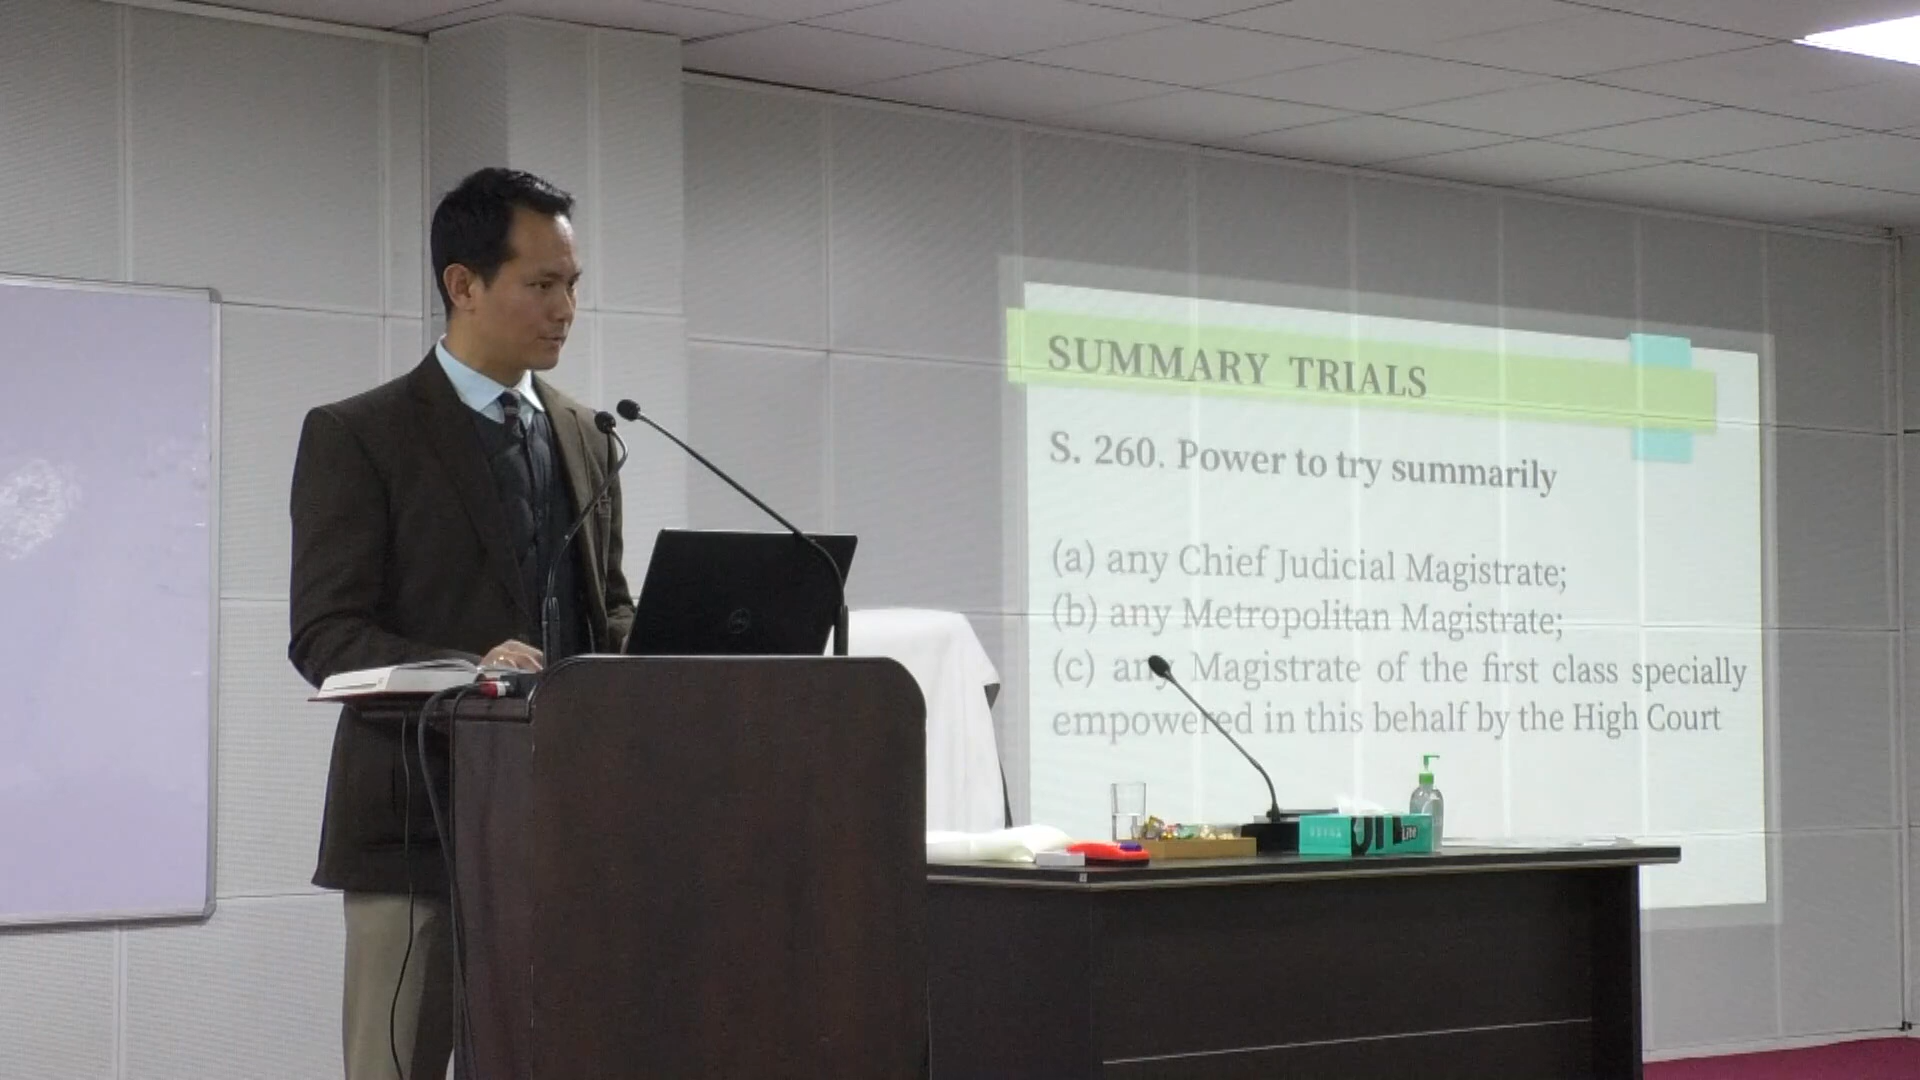 SUMMARY TRIALS
S. 260. Power to try summarily
(a) any Chief Judicial Magistrate;
(b) any Metropolitan Magistrate;
(c) any Magistrate of the first class specially
empowered in this behalf by the High Court
Lite